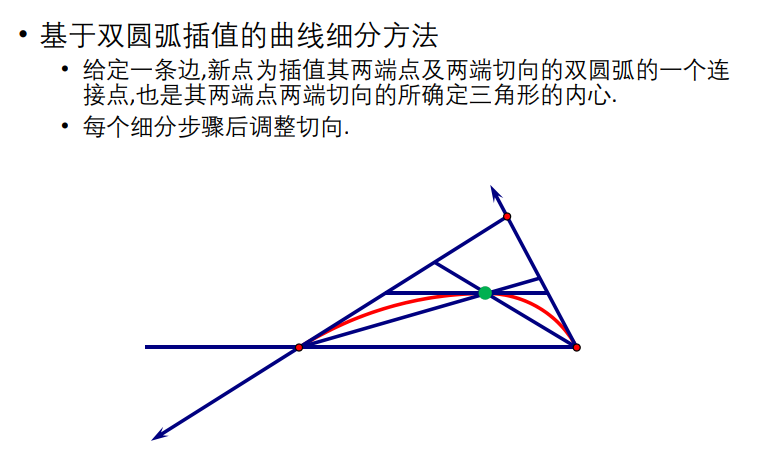 • 基于双圆弧插值的曲线细分方法
• 给定一条边,新点为插值其两端点及两端切向的双圆弧的一个连
接点,也是其两端点两端切向的所确定三角形的内心.
• 每个细分步骤后调整切向.